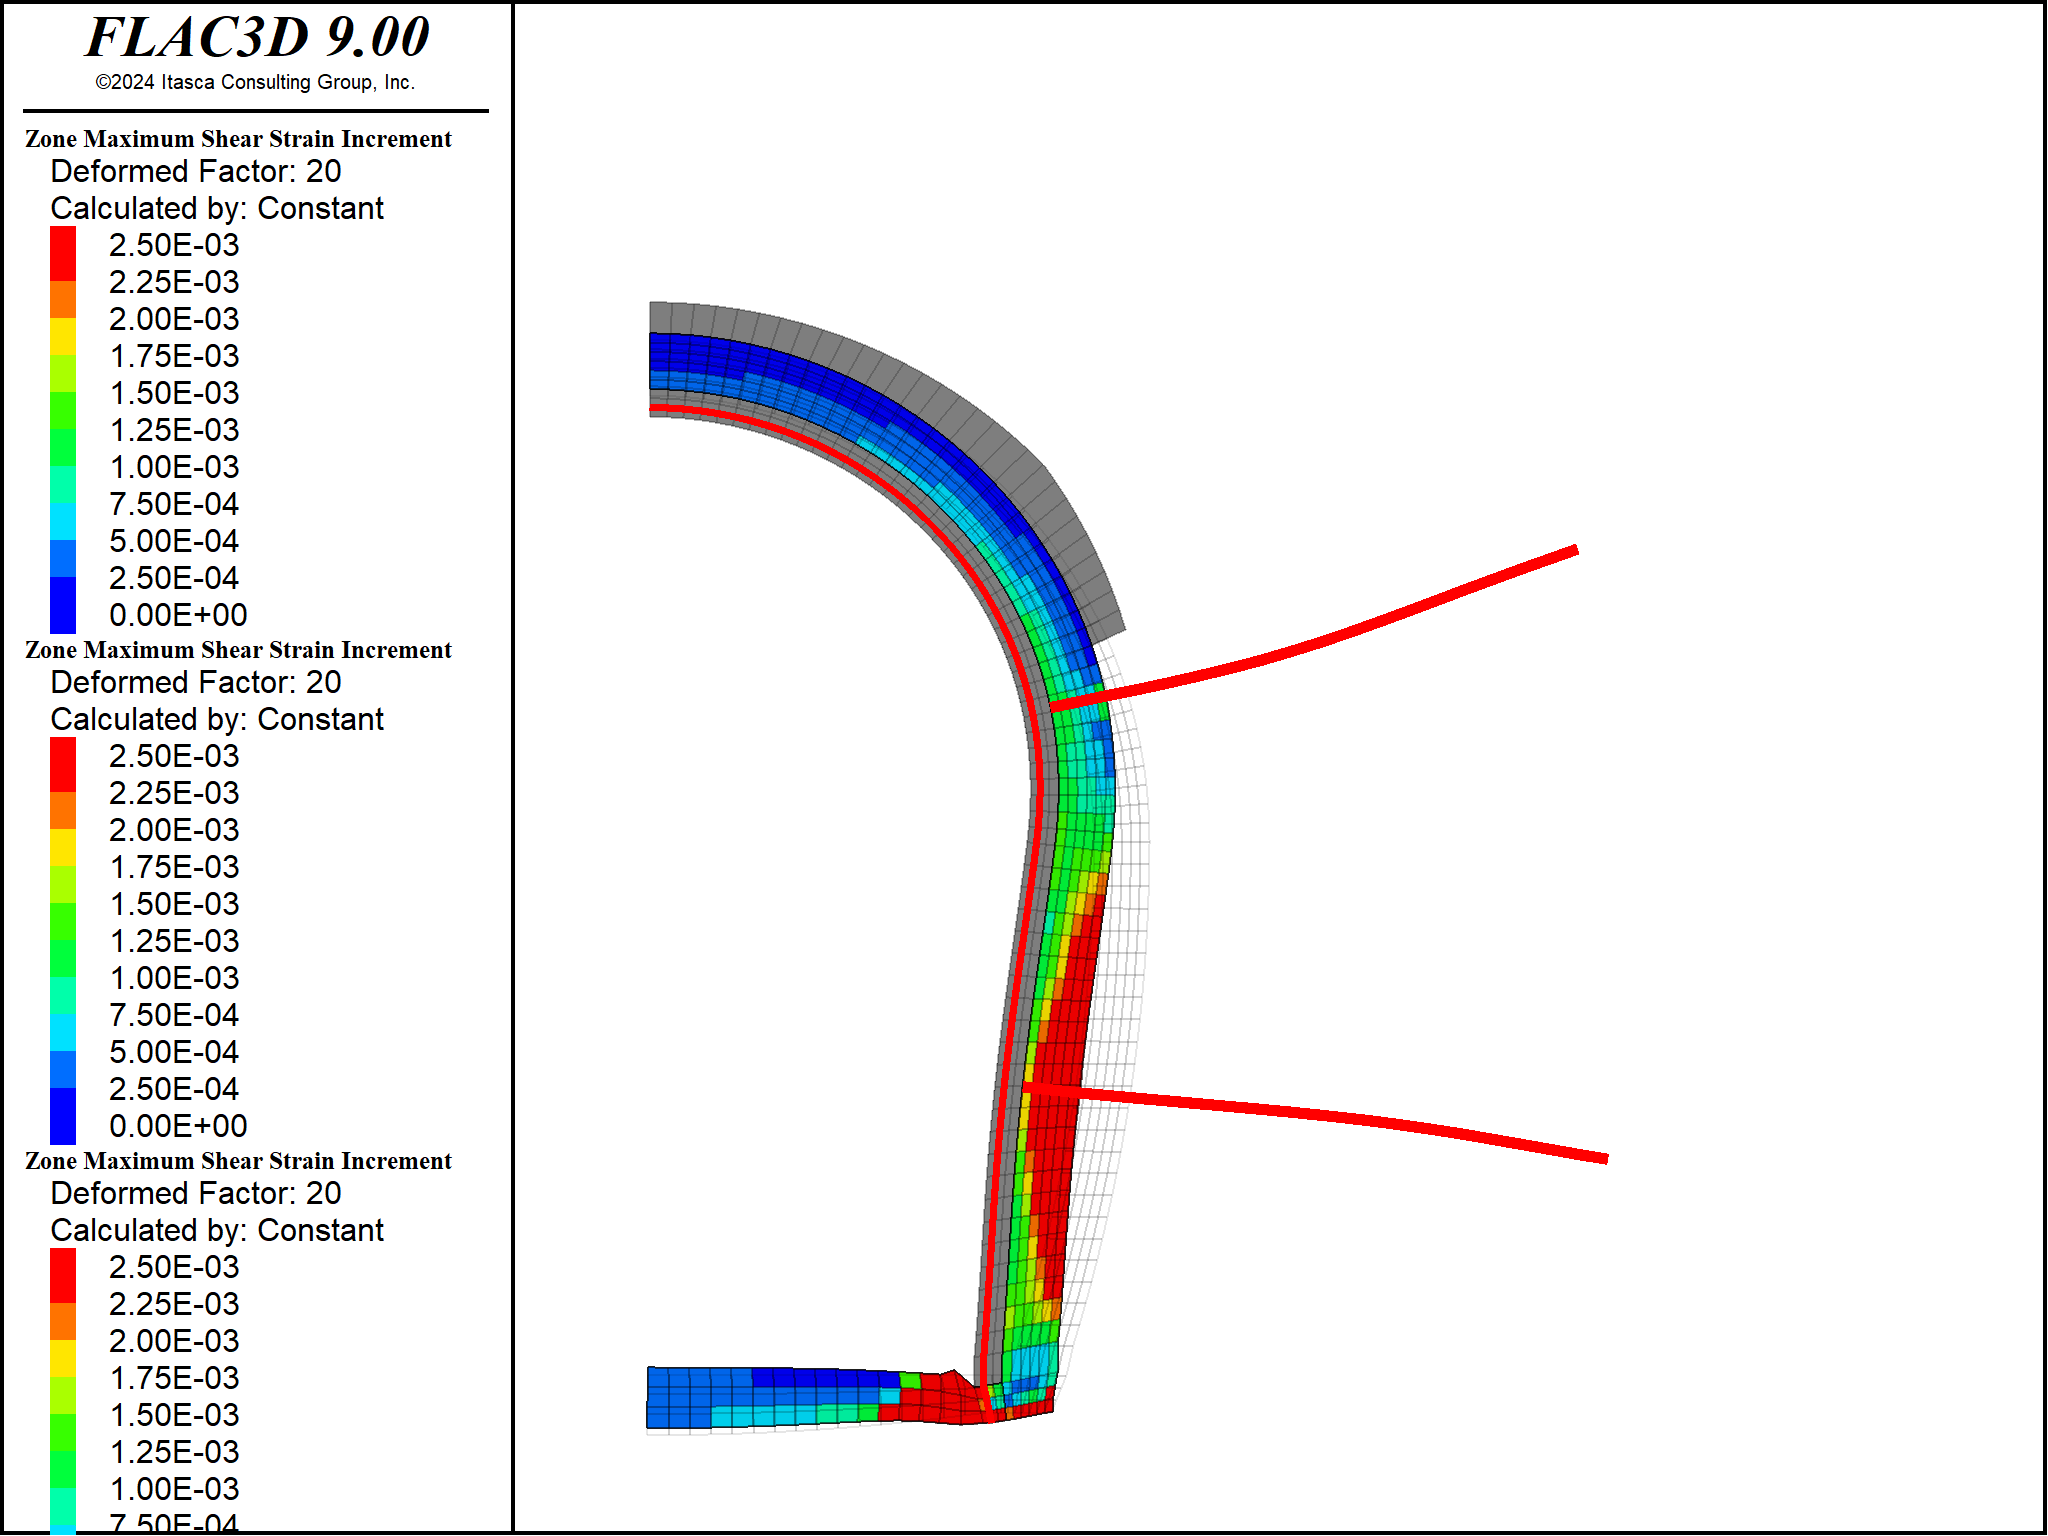 FLAC3D 9.00
©2024 Itasca Consulting Group, Inc.
Zone Maximum Shear Strain Increment
Deformed Factor: 20
Calculated by: Constant
2.50E-03
2.25E-03
2.00E-03
1.75E-03
1.50E-03
1.25E-03
1.00E-03
7.50E-04
5.00E-04
2.50E-04
0.00E+00
Zone Maximum Shear Strain Increment
Deformed Factor: 20
Calculated by: Constant
2.50E-03
2.25E-03
2.00E-03
1.75E-03
1.50E-03
1.25E-03
1.00E-03
7.50E-04
5.00E-04
2.50E-04
0.00E+00
Zone Maximum Shear Strain Increment
Deformed Factor: 20
Calculated by: Constant
2.50E-03
2.25E-03
2.00E-03
1.75E-03
1.50E-03
1.25E-03
1.00E-03
7.50E-04